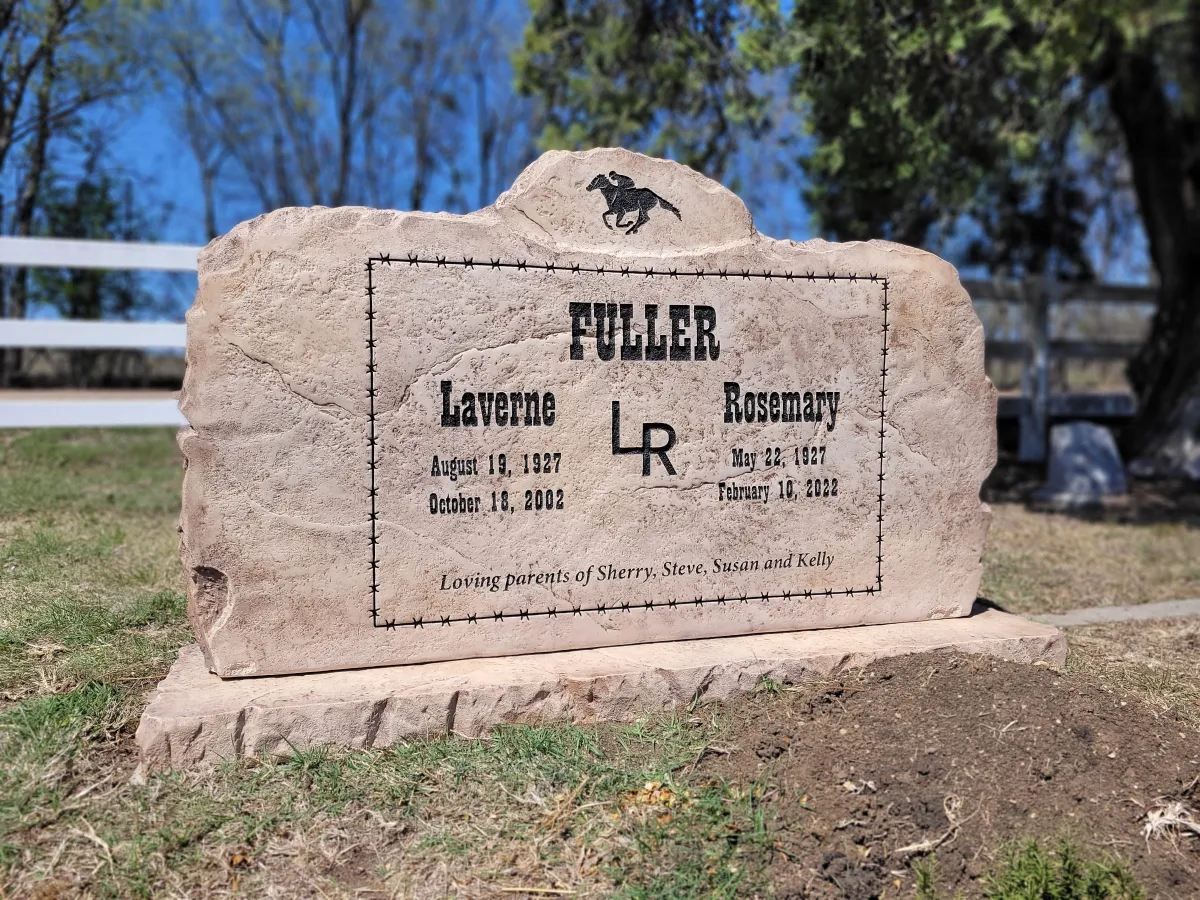 FULLER
Laverne
August 19, 1927
October 18, 2002
LR
Rosemary
May 22, 1927
February 10, 2022
Loving parents of Sherry, Steve, Susan and Kelly